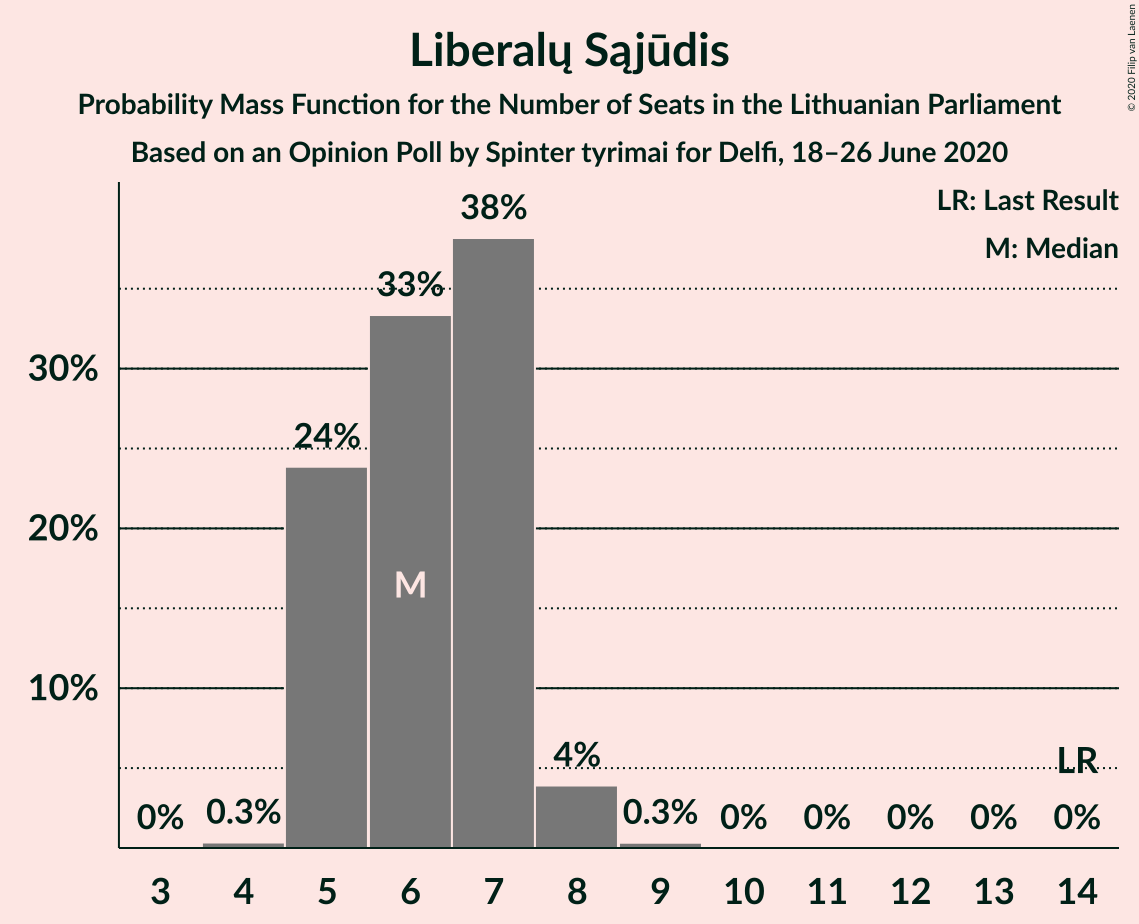 Liberalų Sąjūdis
Probability Mass Function for the Number of Seats in the Lithuanian Parliament
Based on an Opinion Poll by Spinter tyrimai for Delfi, 18–26 June 2020
© 2020 Filip van Laenen
LR: Last Result
M: Median
38%
33%
30%
24%
20%
M
10%
4%
LR
0% 0.3% 0.3% 0% 0% 0% 0% 0%
3 4 5 6 7 8 9 10 11 12 13 14